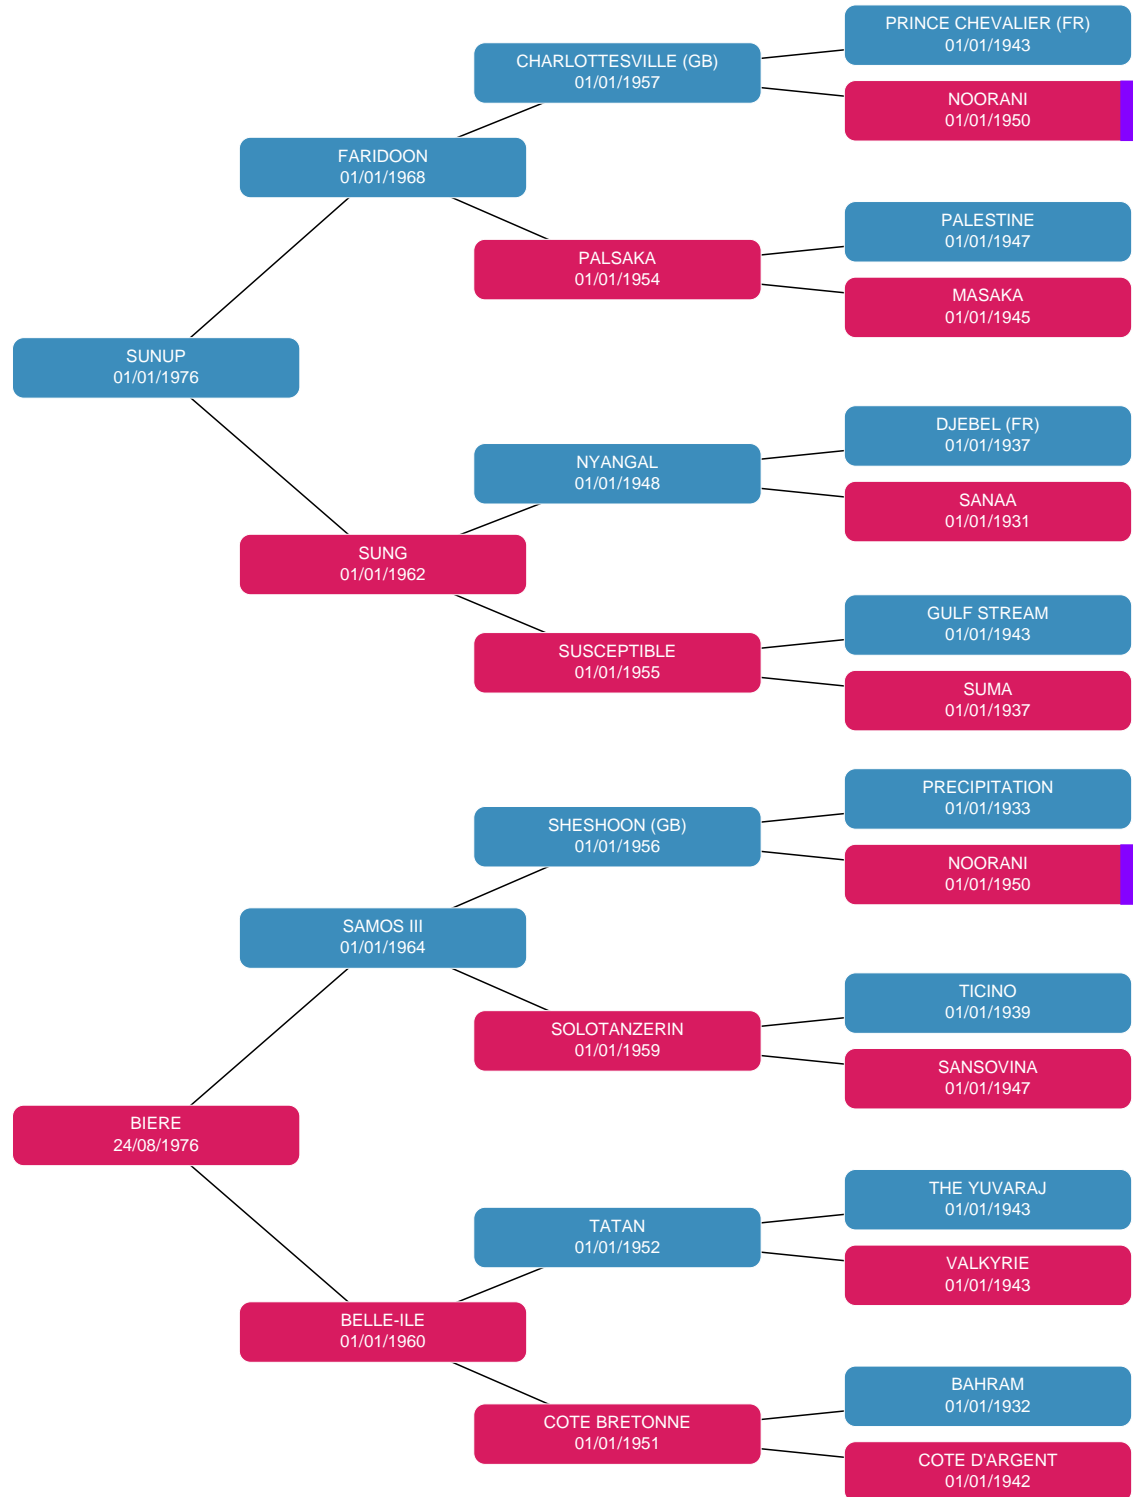 PRINCE CHEVALIER (FR)
01/01/1943
CHARLOTTESVILLE (GB)
01/01/1957
NOORANI
01/01/1950
FARIDOON
01/01/1968
PALESTINE
01/01/1947
PALSAKA
01/01/1954
MASAKA
01/01/1945
SUNUP
01/01/1976
DJEBEL (FR)
01/01/1937
NYANGAL
01/01/1948
SANAA
01/01/1931
SUNG
01/01/1962
GULF STREAM
01/01/1943
SUSCEPTIBLE
01/01/1955
SUMA
01/01/1937
PRECIPITATION
01/01/1933
SHESHOON (GB)
01/01/1956
NOORANI
01/01/1950
SAMOS III
01/01/1964
TICINO
01/01/1939
SOLOTANZERIN
01/01/1959
SANSOVINA
01/01/1947
BIERE
24/08/1976
THE YUVARAJ
01/01/1943
TATAN
01/01/1952
VALKYRIE
01/01/1943
BELLE-ILE
01/01/1960
BAHRAM
01/01/1932
COTE BRETONNE
01/01/1951
COTE D'ARGENT
01/01/1942